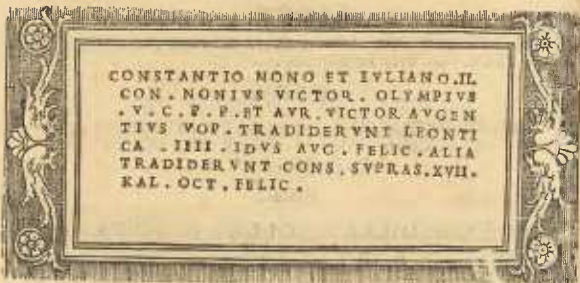 CONSTANTIO NONO ET IVLIANO.II.
CON. NONIVS VICTOR. OLYMPIVS
.V.C.P.P.ET AVR.VICTOR AVGEN
TIVS VOP.TRADIDERVNT LEONTI
CA .IIII.IDVS AVG.FELIC.ALIA
TRADIDERVNT CONS.SVPRAS.XVII.
KAL.OCT.FELIC.